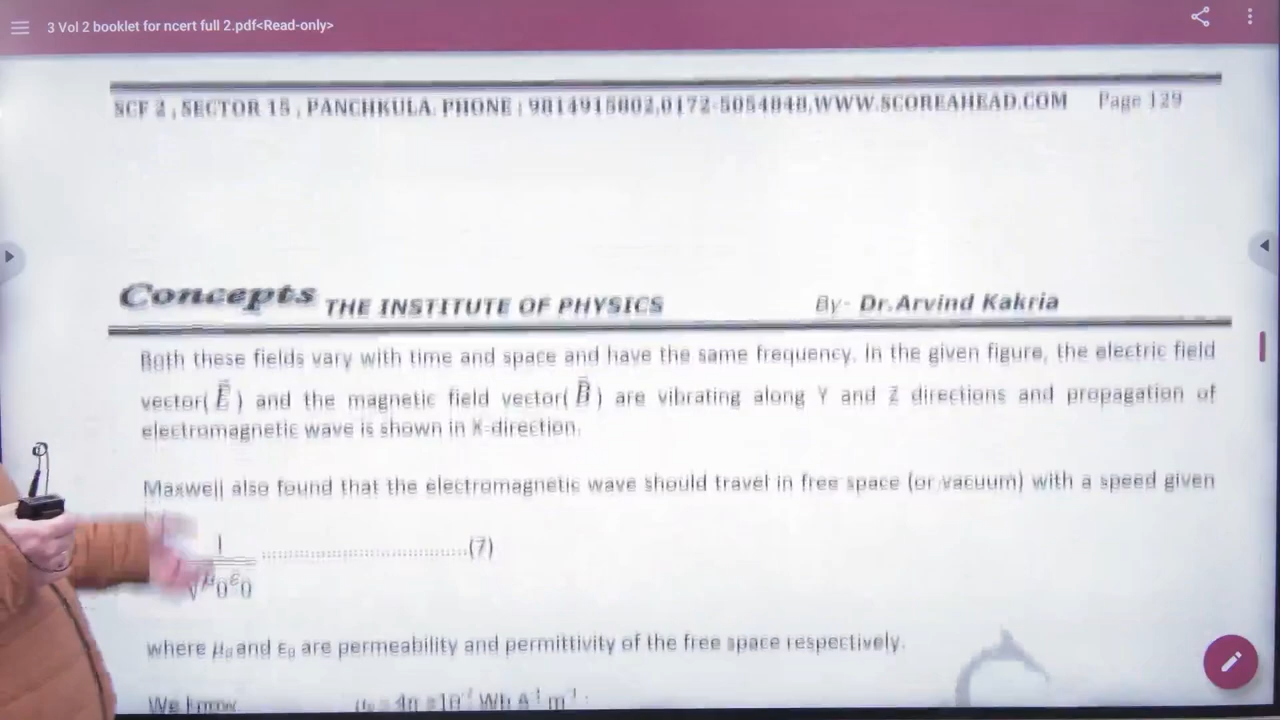 3 Vol 2 booklet for ncert full 2.pdf<Read-only>
SCF 2 , SECTOR 15 , PANCHKULA. PHONE : 9814915802,0172-5054848,WWW.SCOREAHEAD.COM Page 129
Concepts THE INSTITUTE OF PHYSICS By- Dr.Arvind Kakria
Both these fields vary with time and space and have the same frequency. In the given figure, the electric field
vector( E⃗ ) and the magnetic field vector( B⃗ ) are vibrating along Y and Z directions and propagation of
electromagnetic wave is shown in X-direction.
Maxwell also found that the electromagnetic wave should travel in free space (or vacuum) with a speed given
1
..........................................(7)
√μ0ε0
where μ0 and ε0 are permeability and permittivity of the free space respectively.
We know